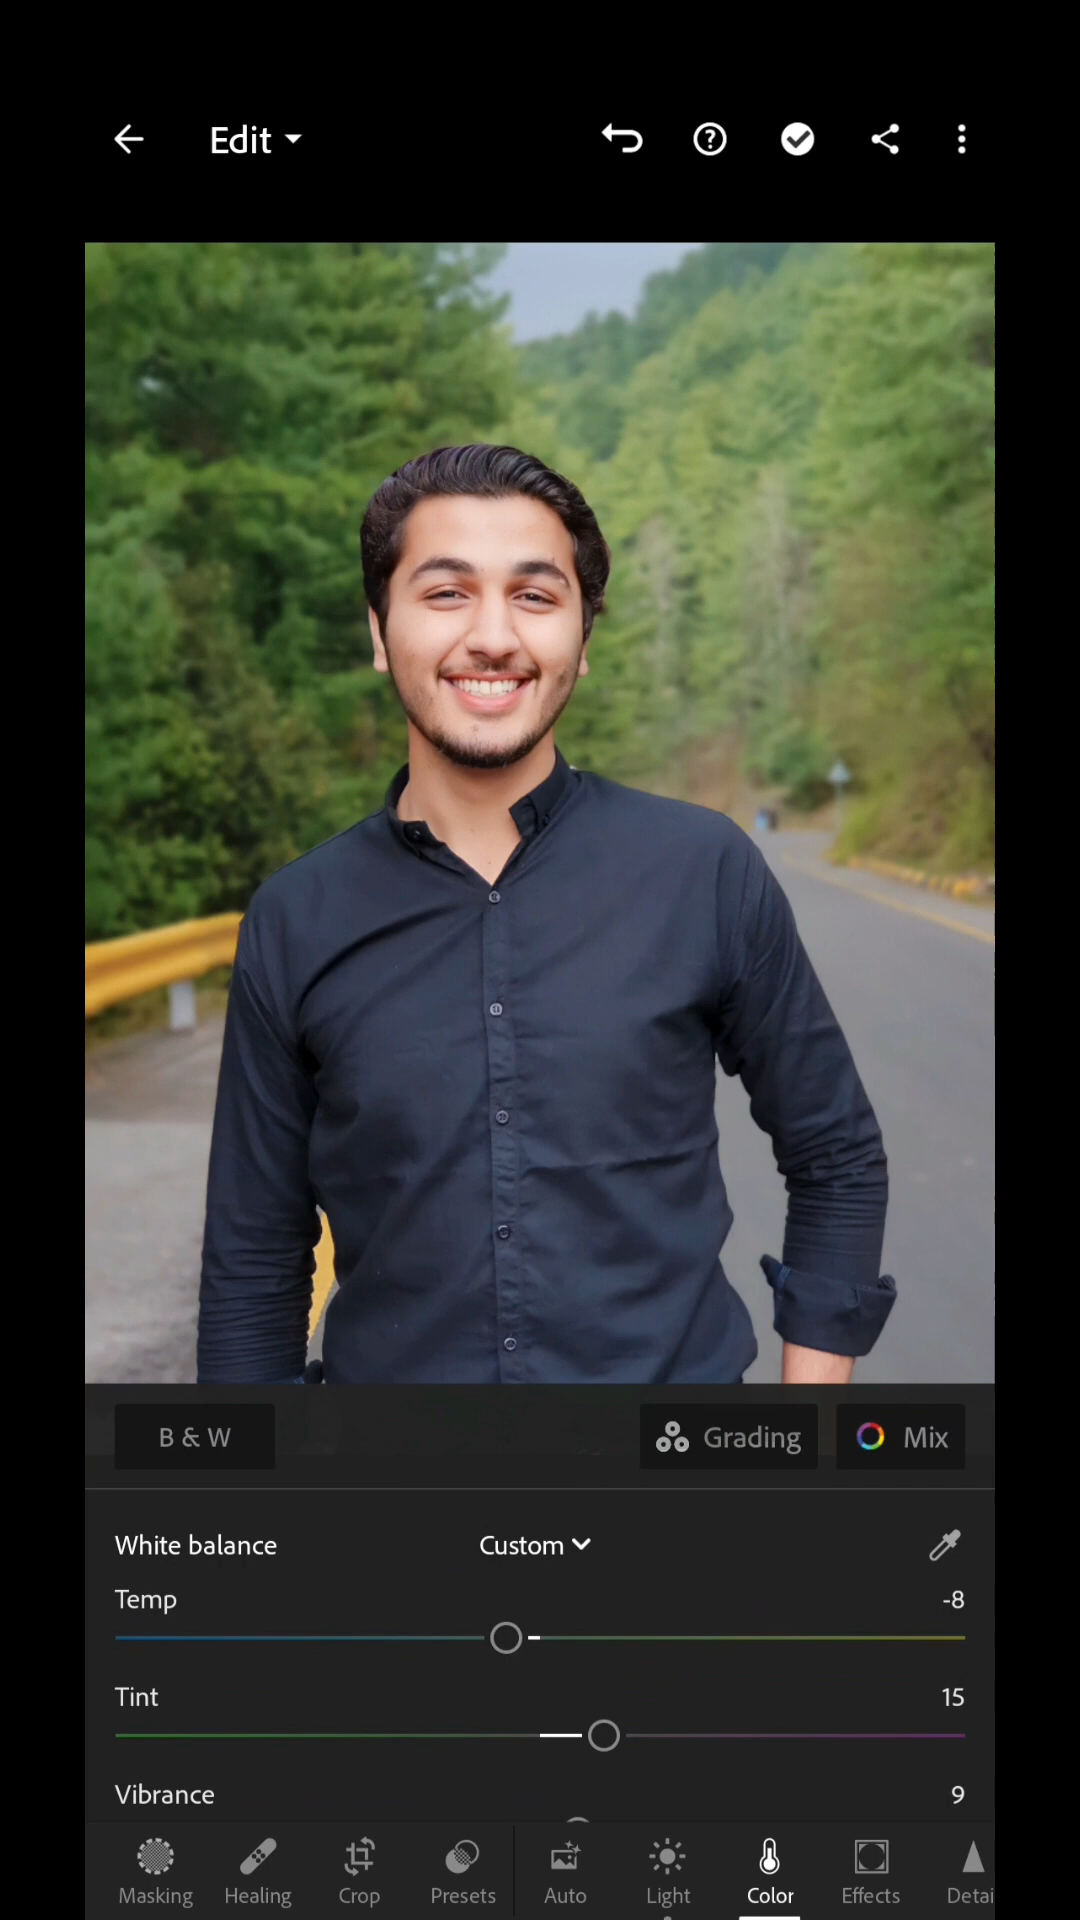 Edit
B & W
Grading
Mix
White balance
Custom
Temp
-8
Tint
15
Vibrance
9
Masking
Healing
Crop
Presets
Auto
Light
Color
Effects
Detai